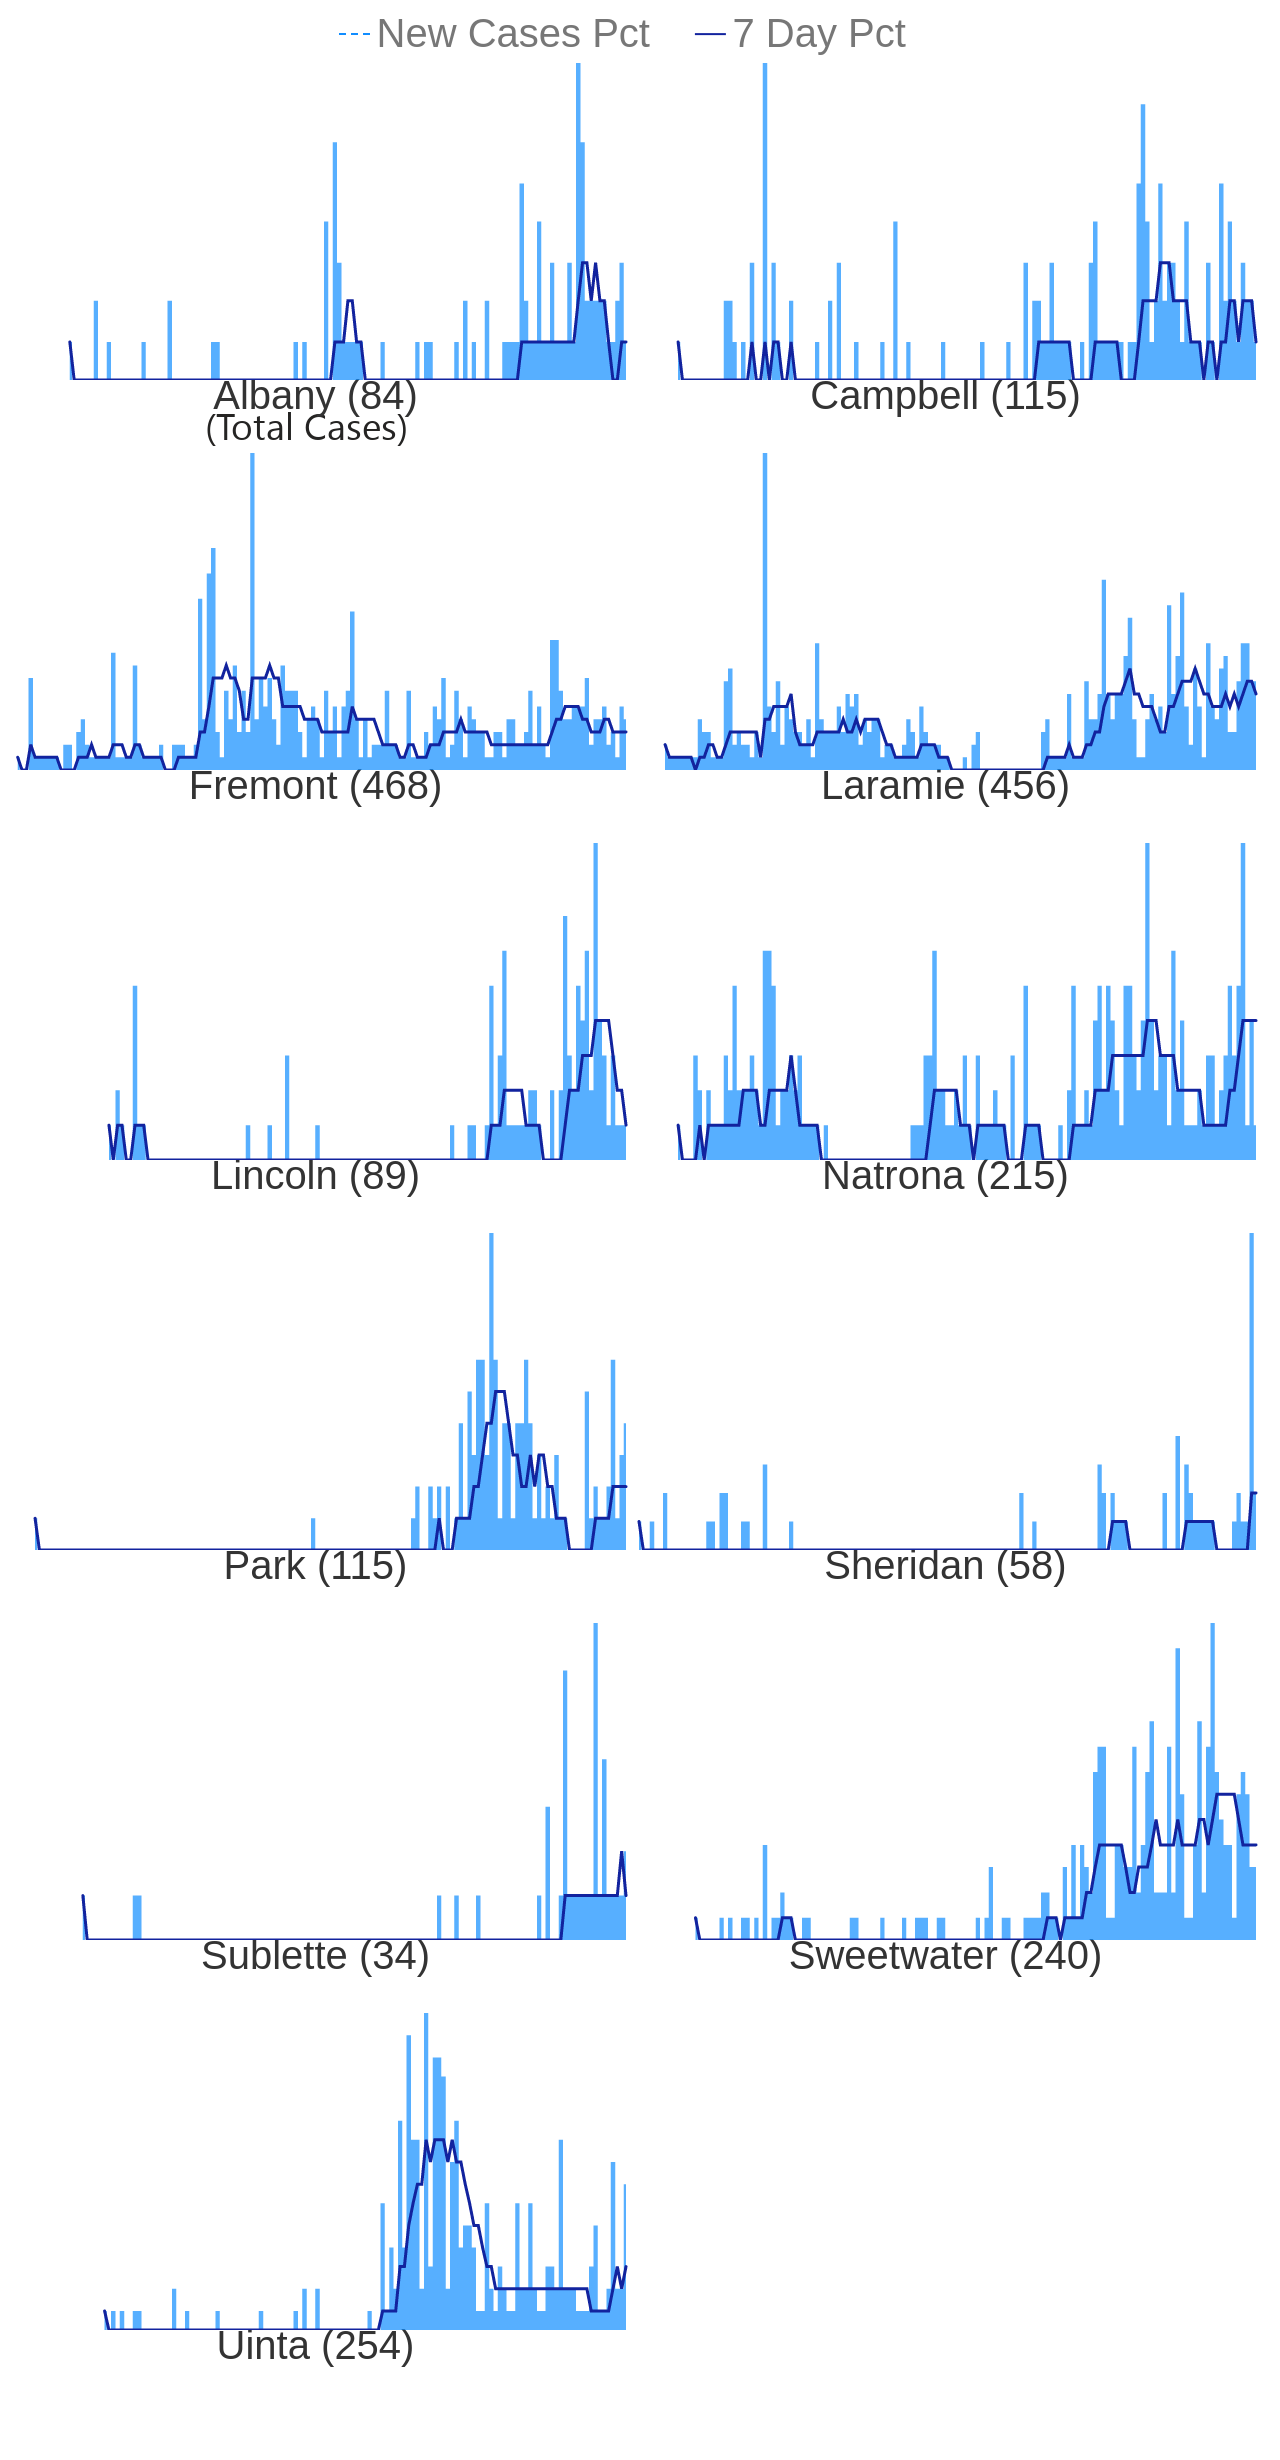 New Cases Pct 7 Day Pct
Albany (84) Campbell (115)
(Total Cases)
Fremont (468) Laramie (456)
Lincoln (89) Natrona (215)
Park (115) Sheridan (58)
Sublette (34) Sweetwater (240)
Uinta (254)